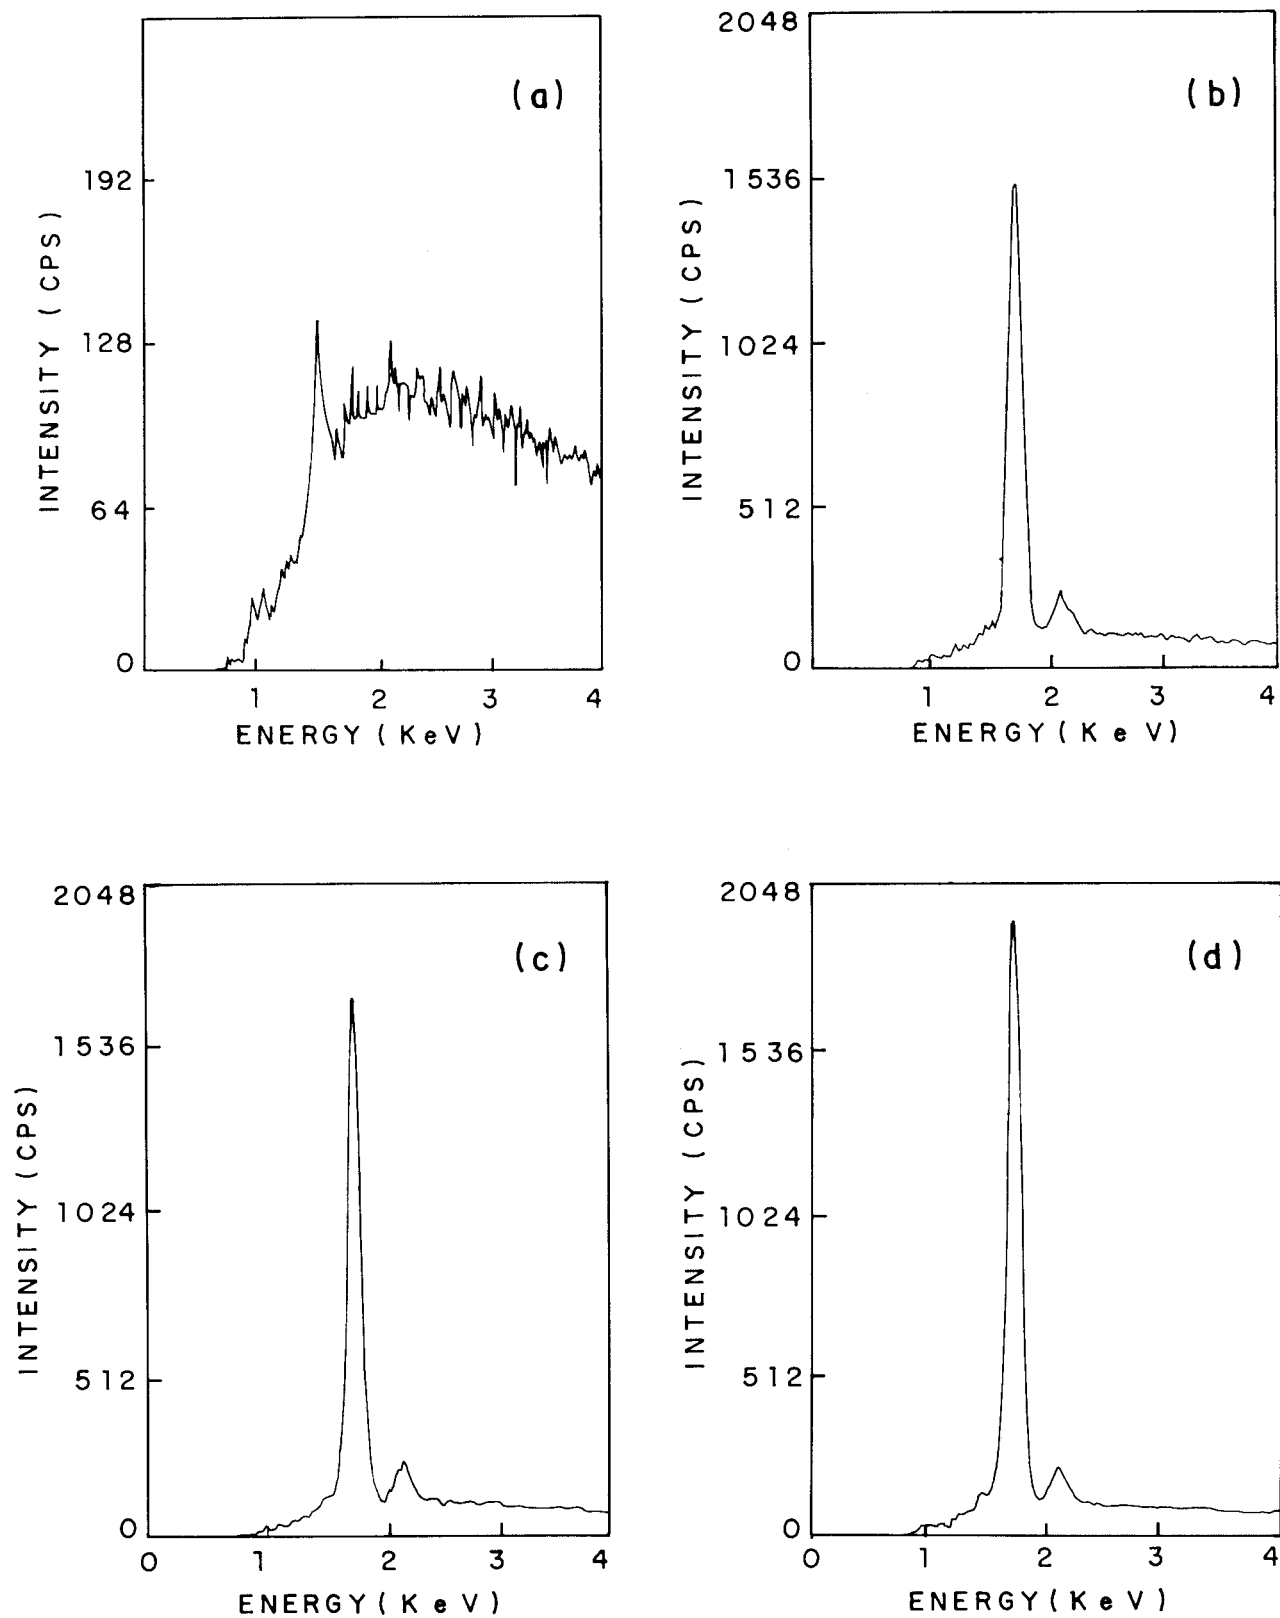 (a)
192
128
64
0
1 2 3 4
INTENSITY (CPS)
ENERGY (KeV)
(b)
2048
1536
1024
512
0
1 2 3 4
INTENSITY (CPS)
ENERGY (KeV)
(c)
2048
1536
1024
512
0
0 1 2 3 4
INTENSITY (CPS)
ENERGY (KeV)
(d)
2048
1536
1024
512
0
0 1 2 3 4
INTENSITY (CPS)
ENERGY (KeV)